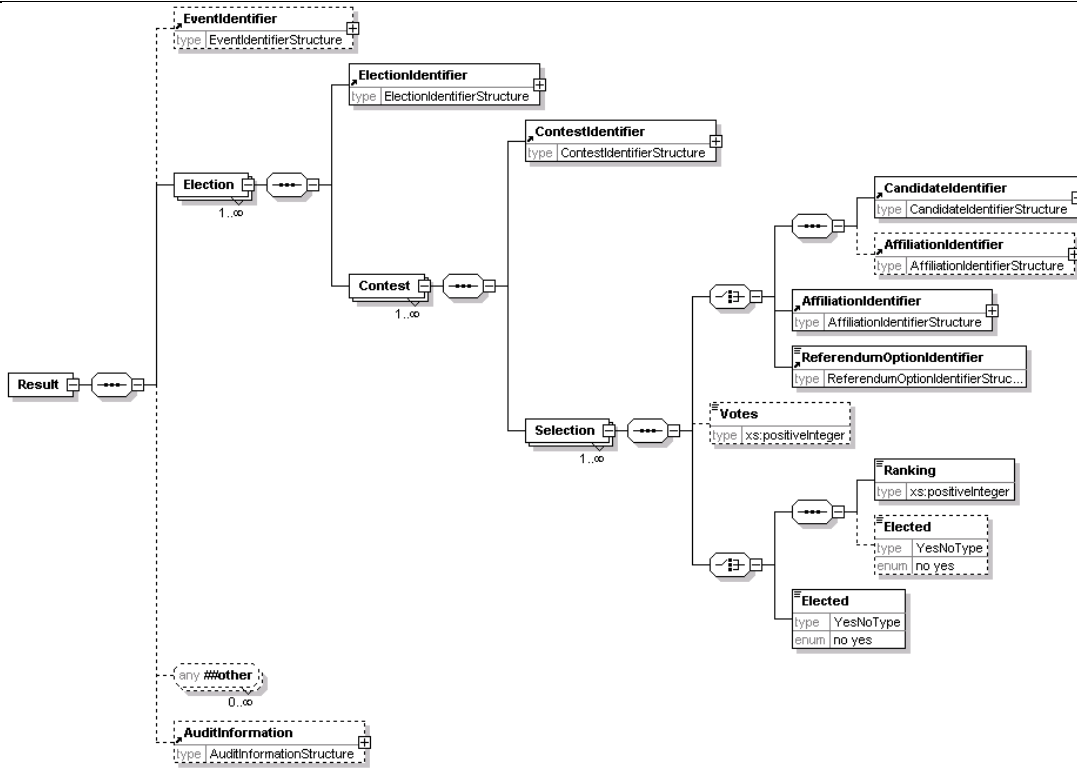 EventIdentifier
type EventIdentifierStructure
ElectionIdentifier
type ElectionIdentifierStructure
ContestIdentifier
type ContestIdentifierStructure
Election
1..∞
CandidateIdentifier
type CandidateIdentifierStructure
AffiliationIdentifier
type AffiliationIdentifierStructure
Contest
1..∞
AffiliationIdentifier
type AffiliationIdentifierStructure
ReferendumOptionIdentifier
type ReferendumOptionIdentifierStruc...
Result
Votes
type xs:positiveInteger
Selection
1..∞
Ranking
type xs:positiveInteger
Elected
type YesNoType
enum no yes
Elected
type YesNoType
enum no yes
any ##other
0..∞
AuditInformation
type AuditInformationStructure